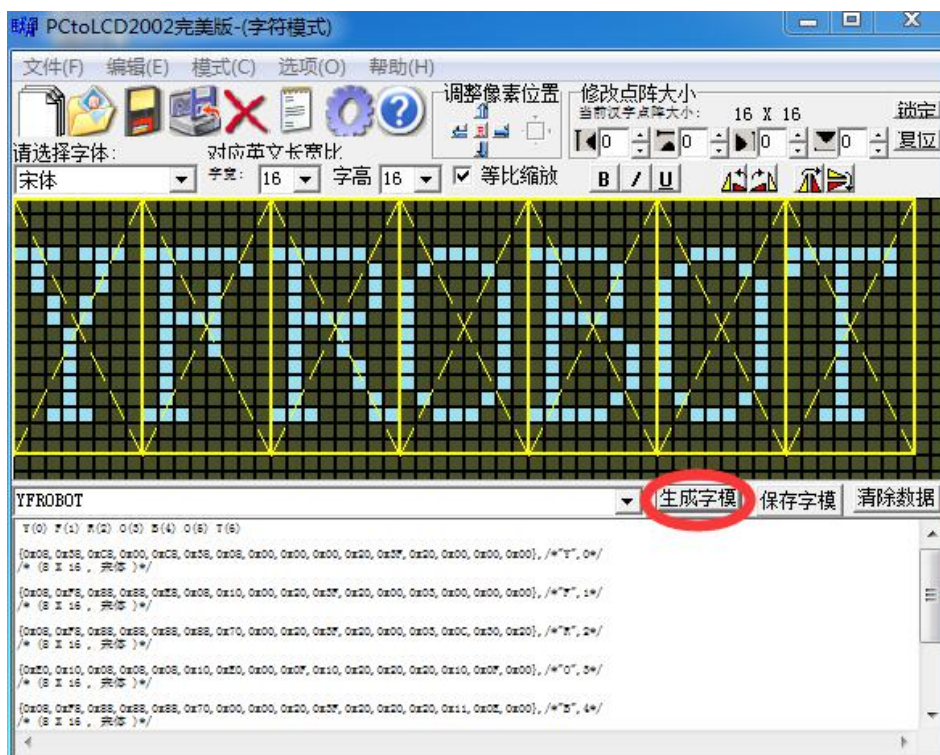 PCtoLCD2002完美版-(字符模式)
文件(F) 编辑(E) 模式(C) 选项(O) 帮助(H)
调整像素位置 修改点阵大小
当前汉字点阵大小: 16 X 16 锁定
0 0 0 0 复位
请选择字体: 对应英文长宽比
宋体 字宽: 16 字高 16 等比缩放 B I U
YFROBOT
YFROBOT 生成字模 保存字模 清除数据
Y(0) F(1) R(2) O(3) B(4) O(5) T(6)
{0x08,0x38,0xC8,0x00,0xC8,0x38,0x08,0x00,0x00,0x00,0x20,0x3F,0x20,0x00,0x00,0x00},/*"Y",0*/
/* (8 X 16 , 宋体 )*/
{0x08,0xF8,0x88,0x88,0xE8,0x08,0x10,0x00,0x20,0x3F,0x20,0x00,0x03,0x00,0x00,0x00},/*"F",1*/
/* (8 X 16 , 宋体 )*/
{0x08,0xF8,0x88,0x88,0x88,0x88,0x70,0x00,0x20,0x3F,0x20,0x00,0x03,0x0C,0x30,0x20},/*"R",2*/
/* (8 X 16 , 宋体 )*/
{0xE0,0x10,0x08,0x08,0x08,0x10,0xE0,0x00,0x0F,0x10,0x20,0x20,0x20,0x10,0x0F,0x00},/*"O",3*/
/* (8 X 16 , 宋体 )*/
{0x08,0xF8,0x88,0x88,0x88,0x70,0x00,0x00,0x20,0x3F,0x20,0x20,0x20,0x11,0x0E,0x00},/*"B",4*/
/* (8 X 16 , 宋体 )*/